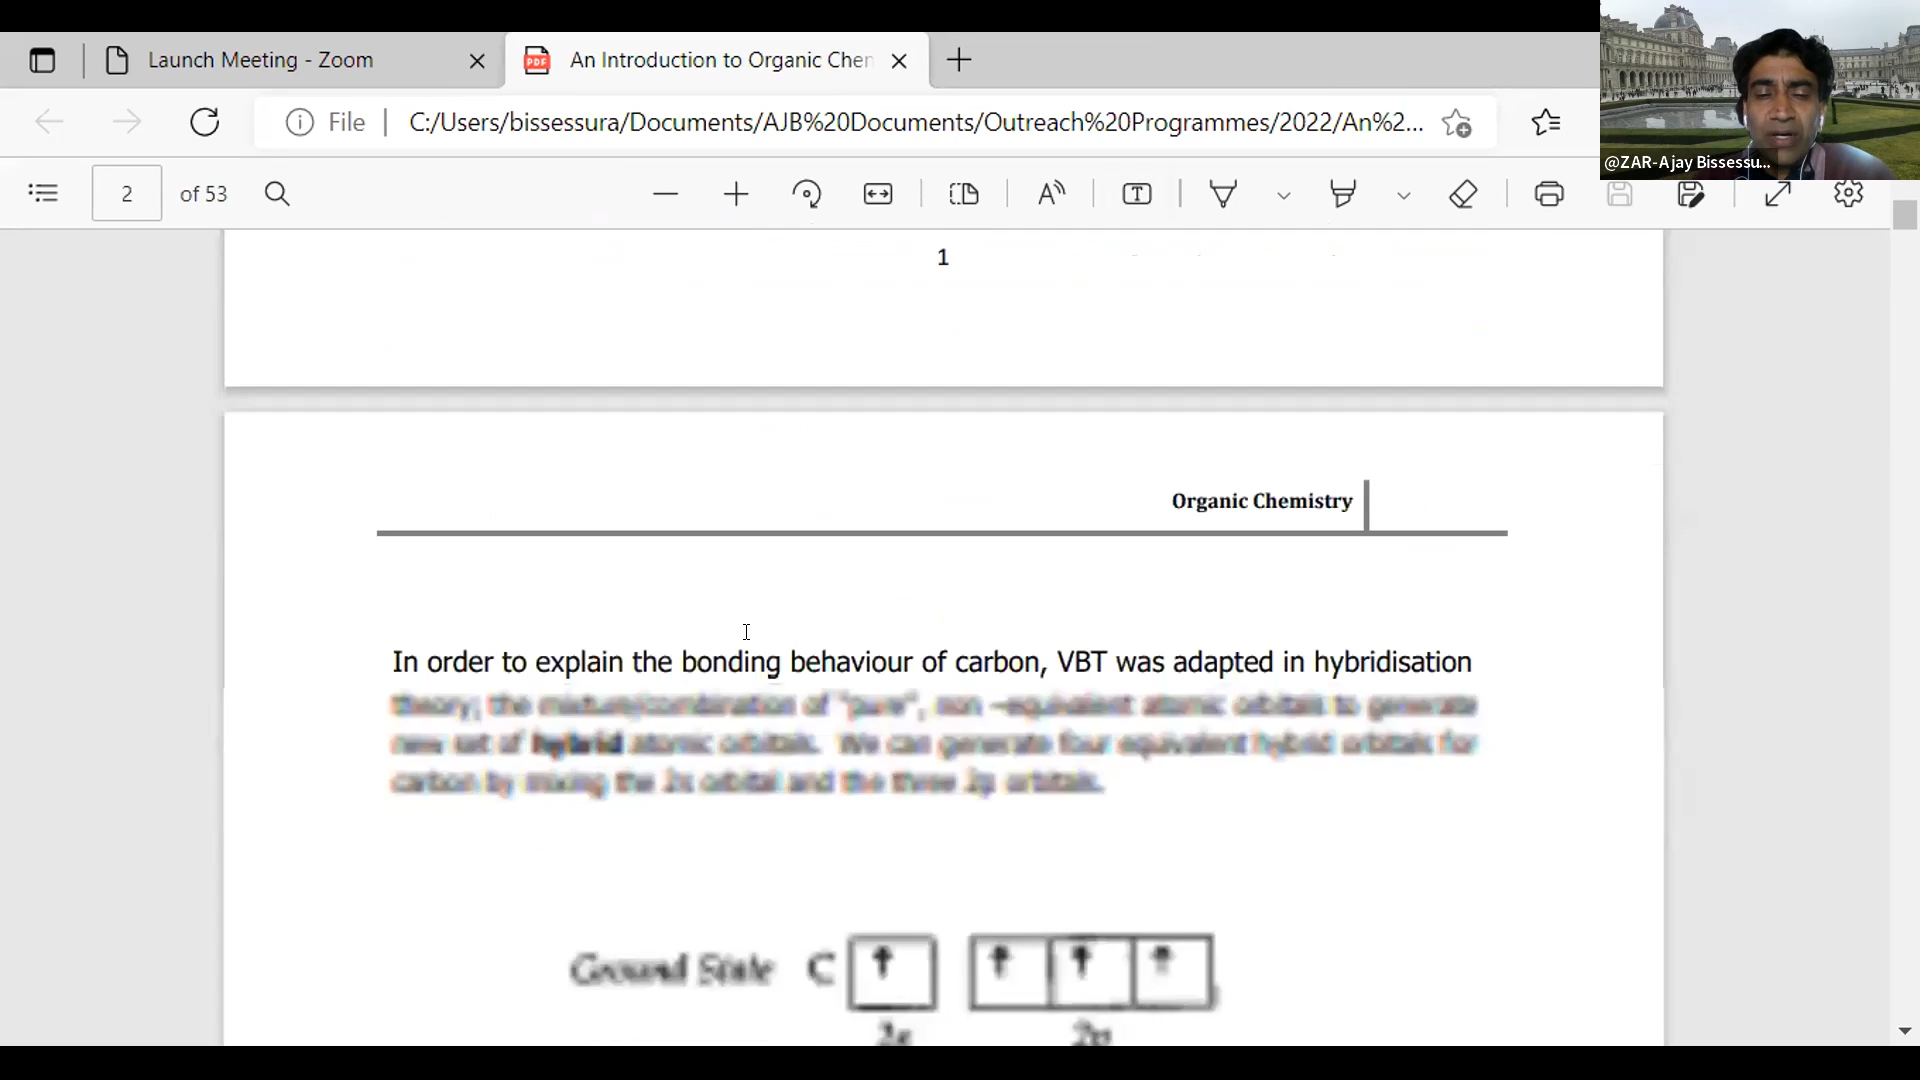 Launch Meeting - Zoom
An Introduction to Organic Chen
File
C:/Users/bissessura/Documents/AJB%20Documents/Outreach%20Programmes/2022/An%2...
@ZAR-Ajay Bissessu...
2 of 53
1
Organic Chemistry
In order to explain the bonding behaviour of carbon, VBT was adapted in hybridisation
theory; the mixture/combination of "pure", non –equivalent atomic orbitals to generate
new set of hybrid atomic orbitals. We can generate four equivalent hybrid orbitals for
carbon by mixing the 2s orbital and the three 2p orbitals.
Ground State C
2s 2p